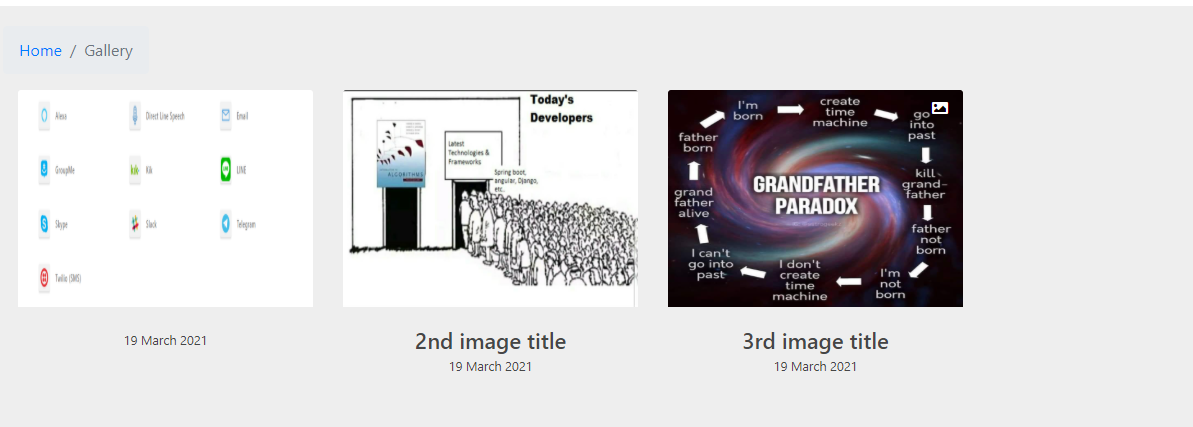 Home / Gallery
Alexa
Direct Line Speech
Email
GroupMe
Kik
LINE
Skype
Slack
Telegram
Twilio (SMS)
Today's
Developers
ALGORITHMS
Latest
Technologies &
Frameworks
Spring boot,
angular, Django,
etc..
GRANDFATHER
PARADOX
I'm
born
create
time
machine
go
into
past
kill
grand-
father
father
not
born
I'm
not
born
I don't
create
time
machine
I can't
go into
past
grand
father
alive
father
born
19 March 2021
2nd image title
19 March 2021
3rd image title
19 March 2021